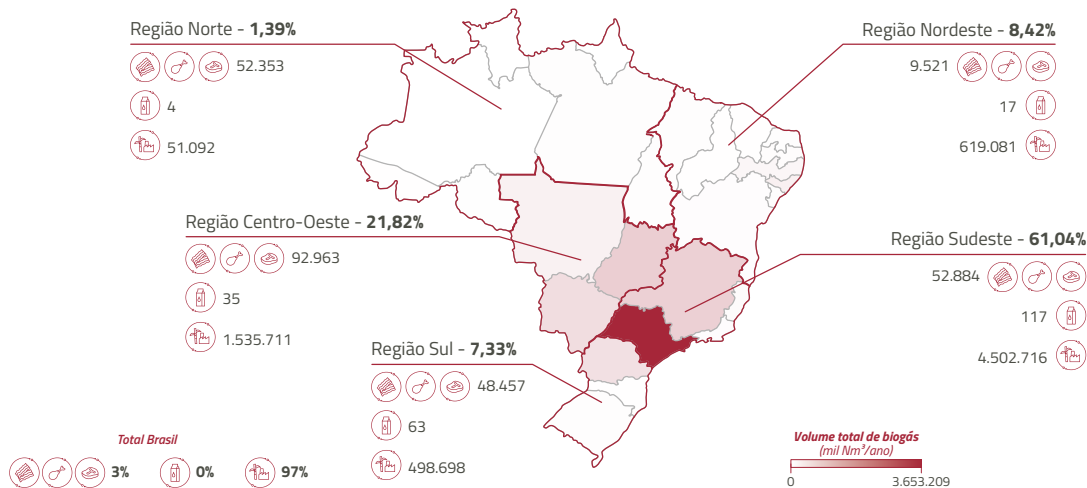 Região Norte - 1,39%
52.353
4
51.092
Região Nordeste - 8,42%
9.521
17
619.081
Região Centro-Oeste - 21,82%
92.963
35
1.535.711
Região Sudeste - 61,04%
52.884
117
4.502.716
Região Sul - 7,33%
48.457
63
498.698
Total Brasil
3% 0% 97%
Volume total de biogás
(mil Nm³/ano)
0 3.653.209